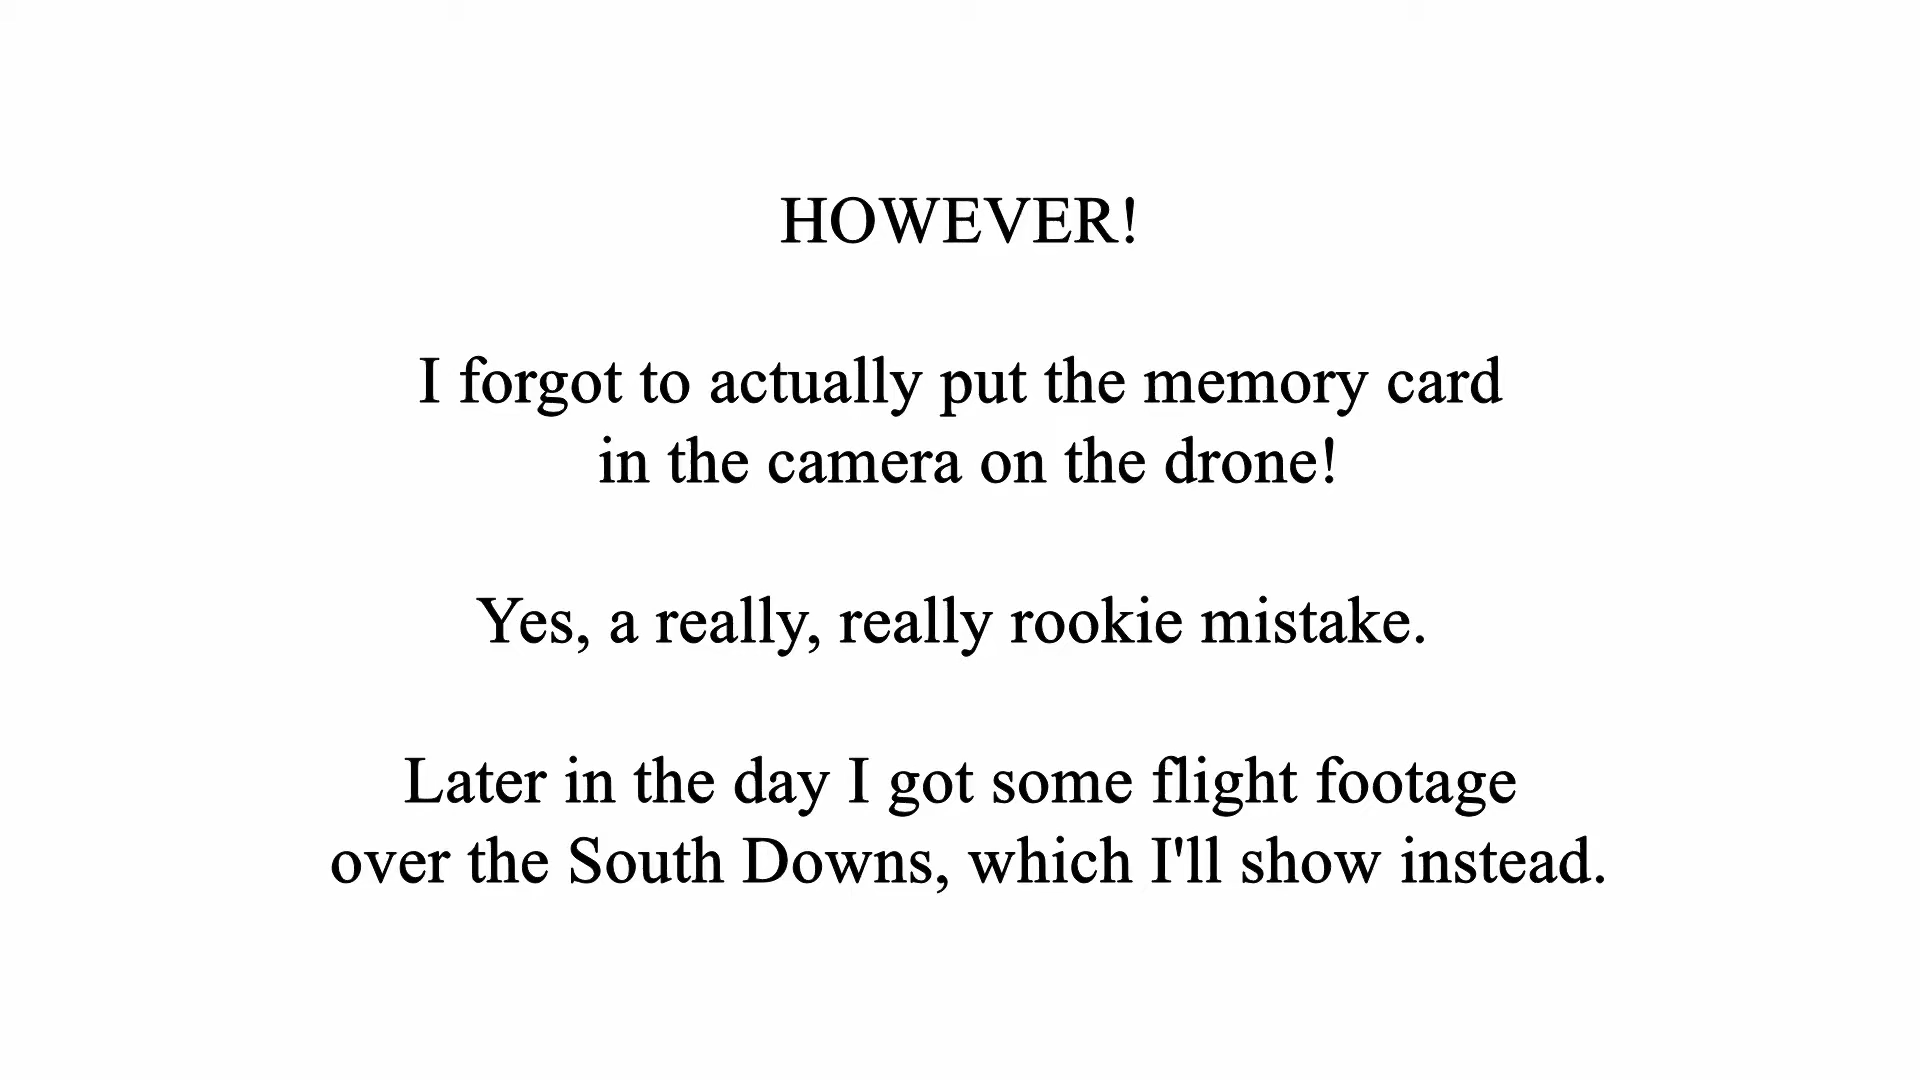 HOWEVER!
I forgot to actually put the memory card
in the camera on the drone!
Yes, a really, really rookie mistake.
Later in the day I got some flight footage
over the South Downs, which I'll show instead.